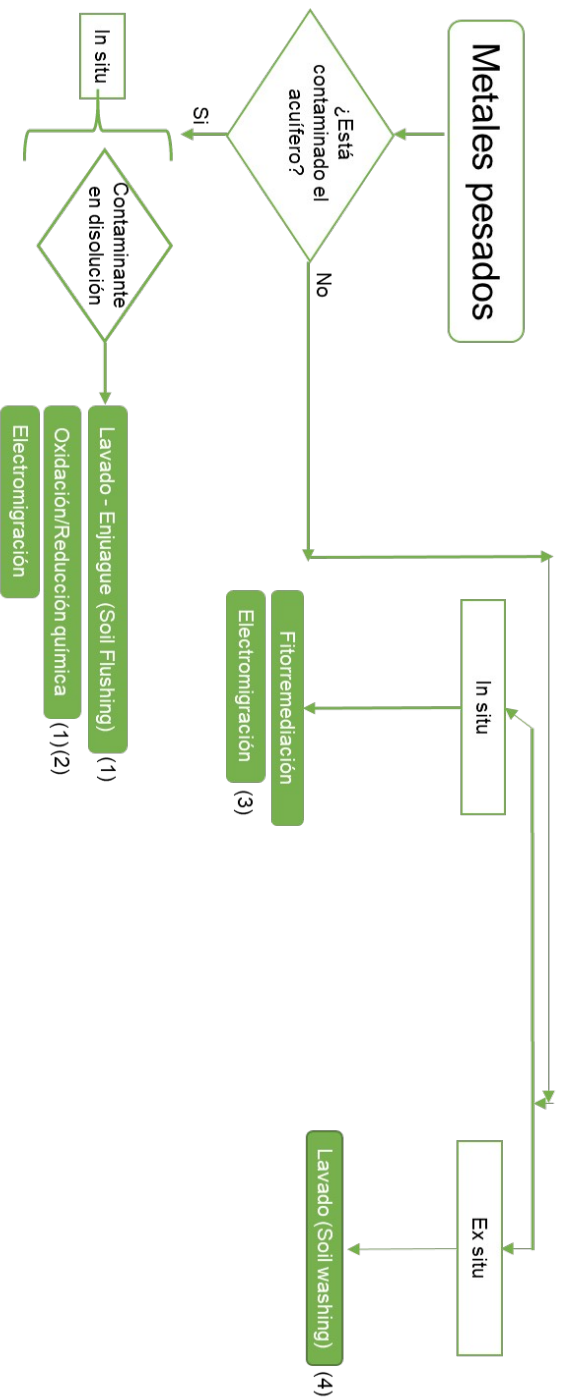 Metales pesados
¿Está
contaminado el
acuífero?
No
Si
In situ
Contaminante
en disolución
Lavado - Enjuague (Soil Flushing)
(1)
Oxidación/Reducción química
(1)(2)
Electromigración
In situ
Fitorremediación
Electromigración
(3)
Ex situ
Lavado (Soil washing)
(4)